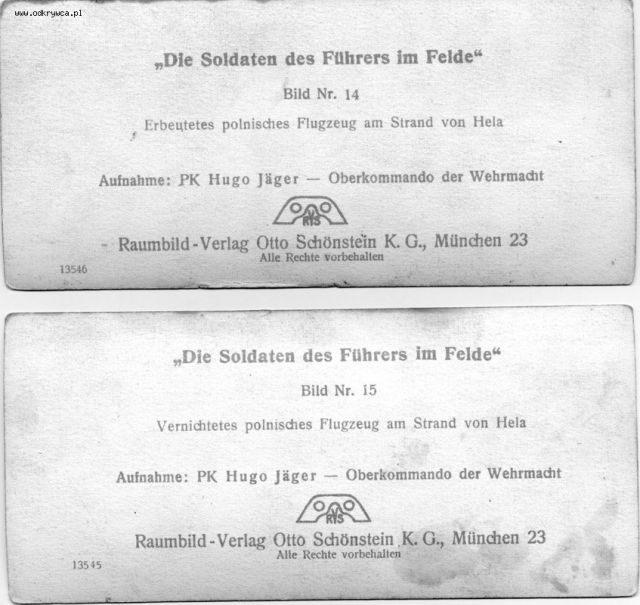 www.odkrywca.pl
„Die Soldaten des Führers im Felde“
Bild Nr. 14
Erbeutetes polnisches Flugzeug am Strand von Hela
Aufnahme: PK Hugo Jäger — Oberkommando der Wehrmacht
RVS
Raumbild-Verlag Otto Schönstein K. G., München 23
Alle Rechte vorbehalten
13546
„Die Soldaten des Führers im Felde“
Bild Nr. 15
Vernichtetes polnisches Flugzeug am Strand von Hela
Aufnahme: PK Hugo Jäger — Oberkommando der Wehrmacht
RVS
Raumbild-Verlag Otto Schönstein K. G., München 23
Alle Rechte vorbehalten
13545